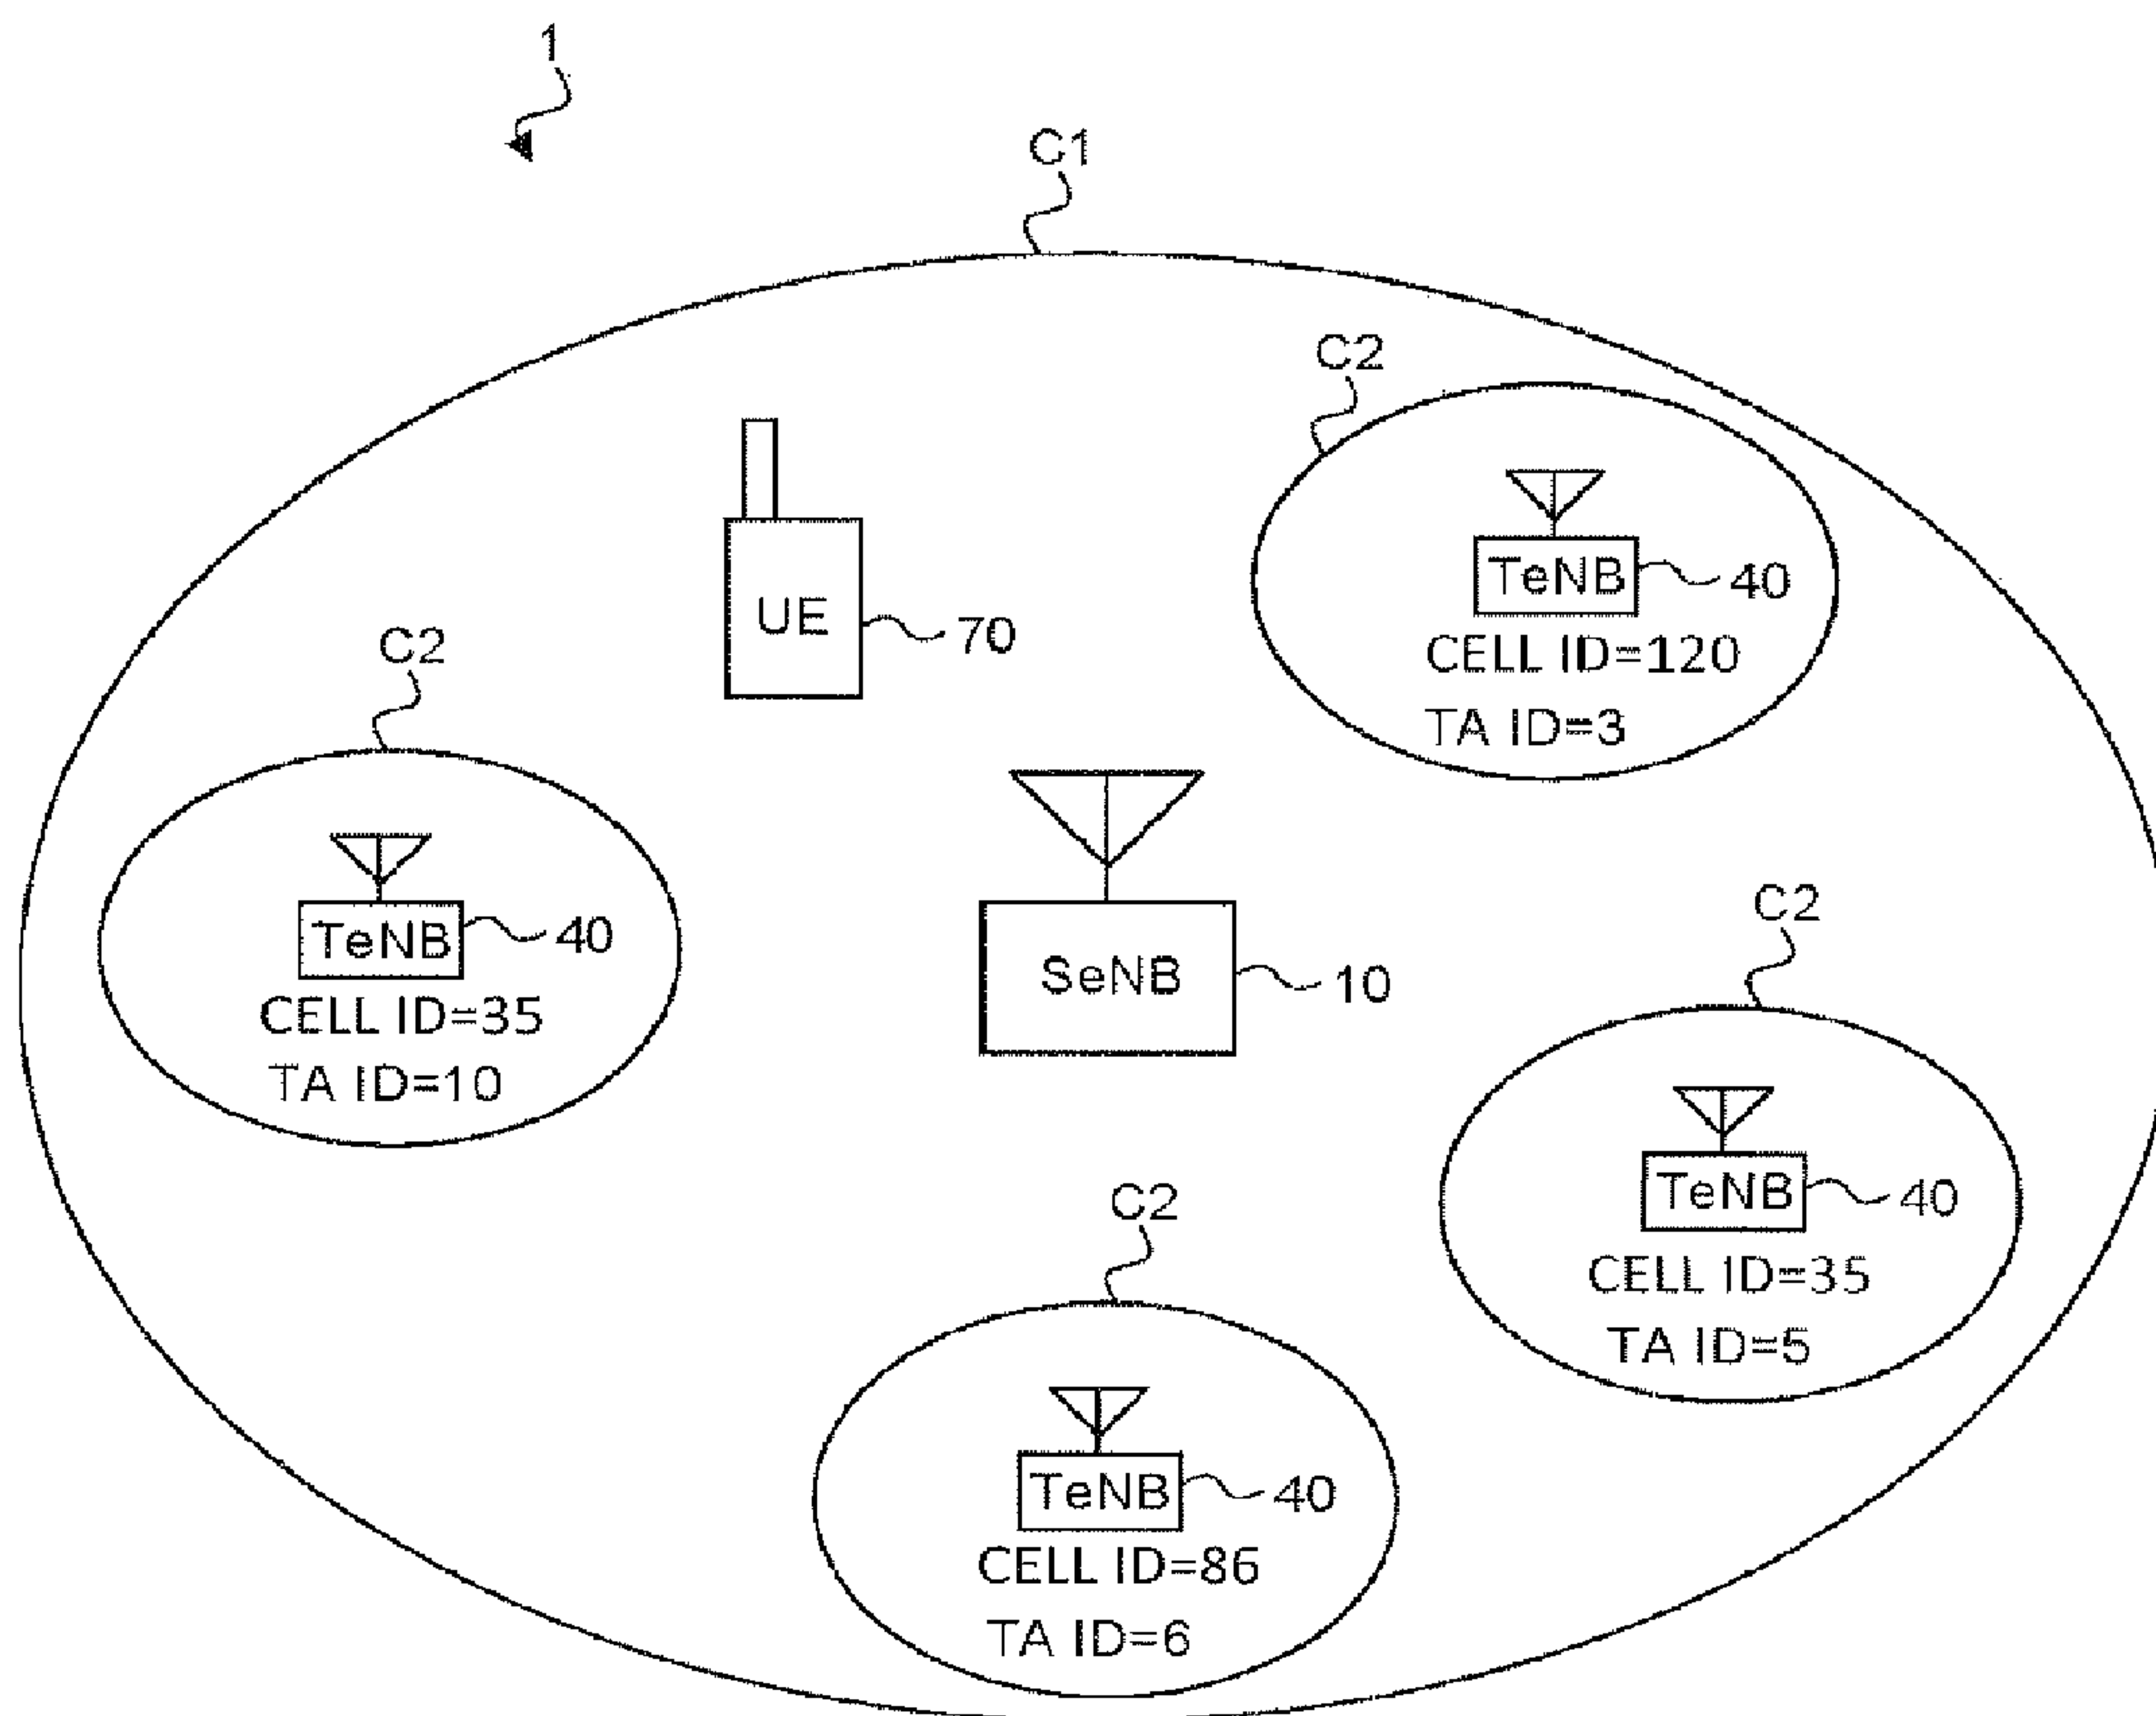 1
C1
C2
TeNB
40
CELL ID=120
TA ID=3
UE
70
C2
TeNB
40
CELL ID=35
TA ID=10
SeNB
10
C2
TeNB
40
CELL ID=35
TA ID=5
C2
TeNB
40
CELL ID=86
TA ID=6